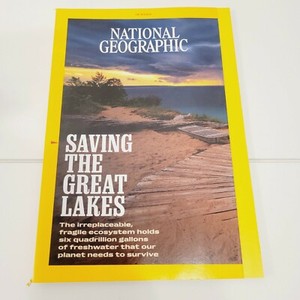 NATIONAL
GEOGRAPHIC
SAVING
THE
GREAT
LAKES
The irreplaceable,
fragile ecosystem holds
six quadrillion gallons
of freshwater that our
planet needs to survive